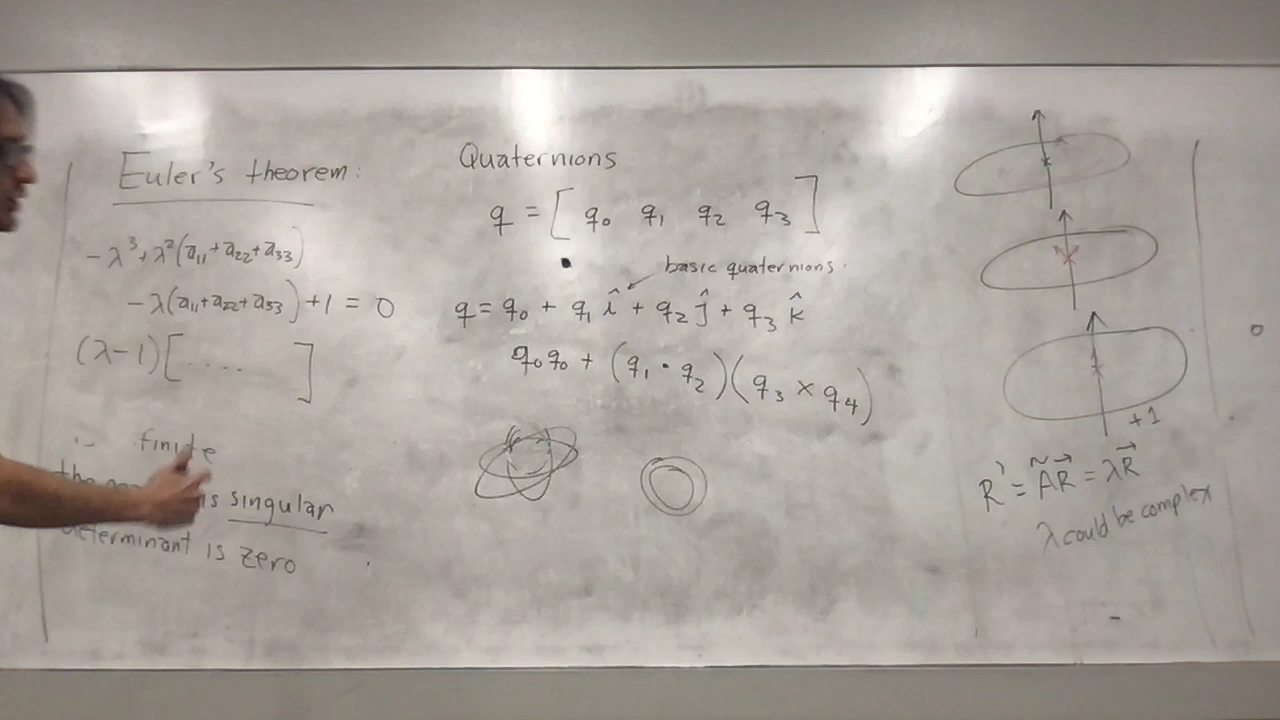 Euler's theorem:
-λ³+λ²(a₁₁+a₂₂+a₃₃)
-λ(a₁₁+a₂₂+a₃₃)+1 = 0
(λ-1)[.....]
finite
is singular
determinant is zero
Quaternions
q = [q₀ q₁ q₂ q₃]
basic quaternions.
q = q₀ + q₁ î + q₂ ĵ + q₃ k̂
q₀q₀ + (q₁ · q₂)(q₃ × q₄)
+1
R' = ÃR⃗ = λR⃗
λ could be complex